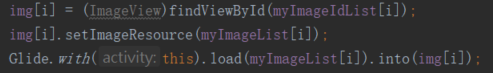 img[i] = (ImageView)findViewById(myImageIdList[i]);
img[i].setImageResource(myImageList[i]);
Glide.with( activity: this).load(myImageList[i]).into(img[i]);